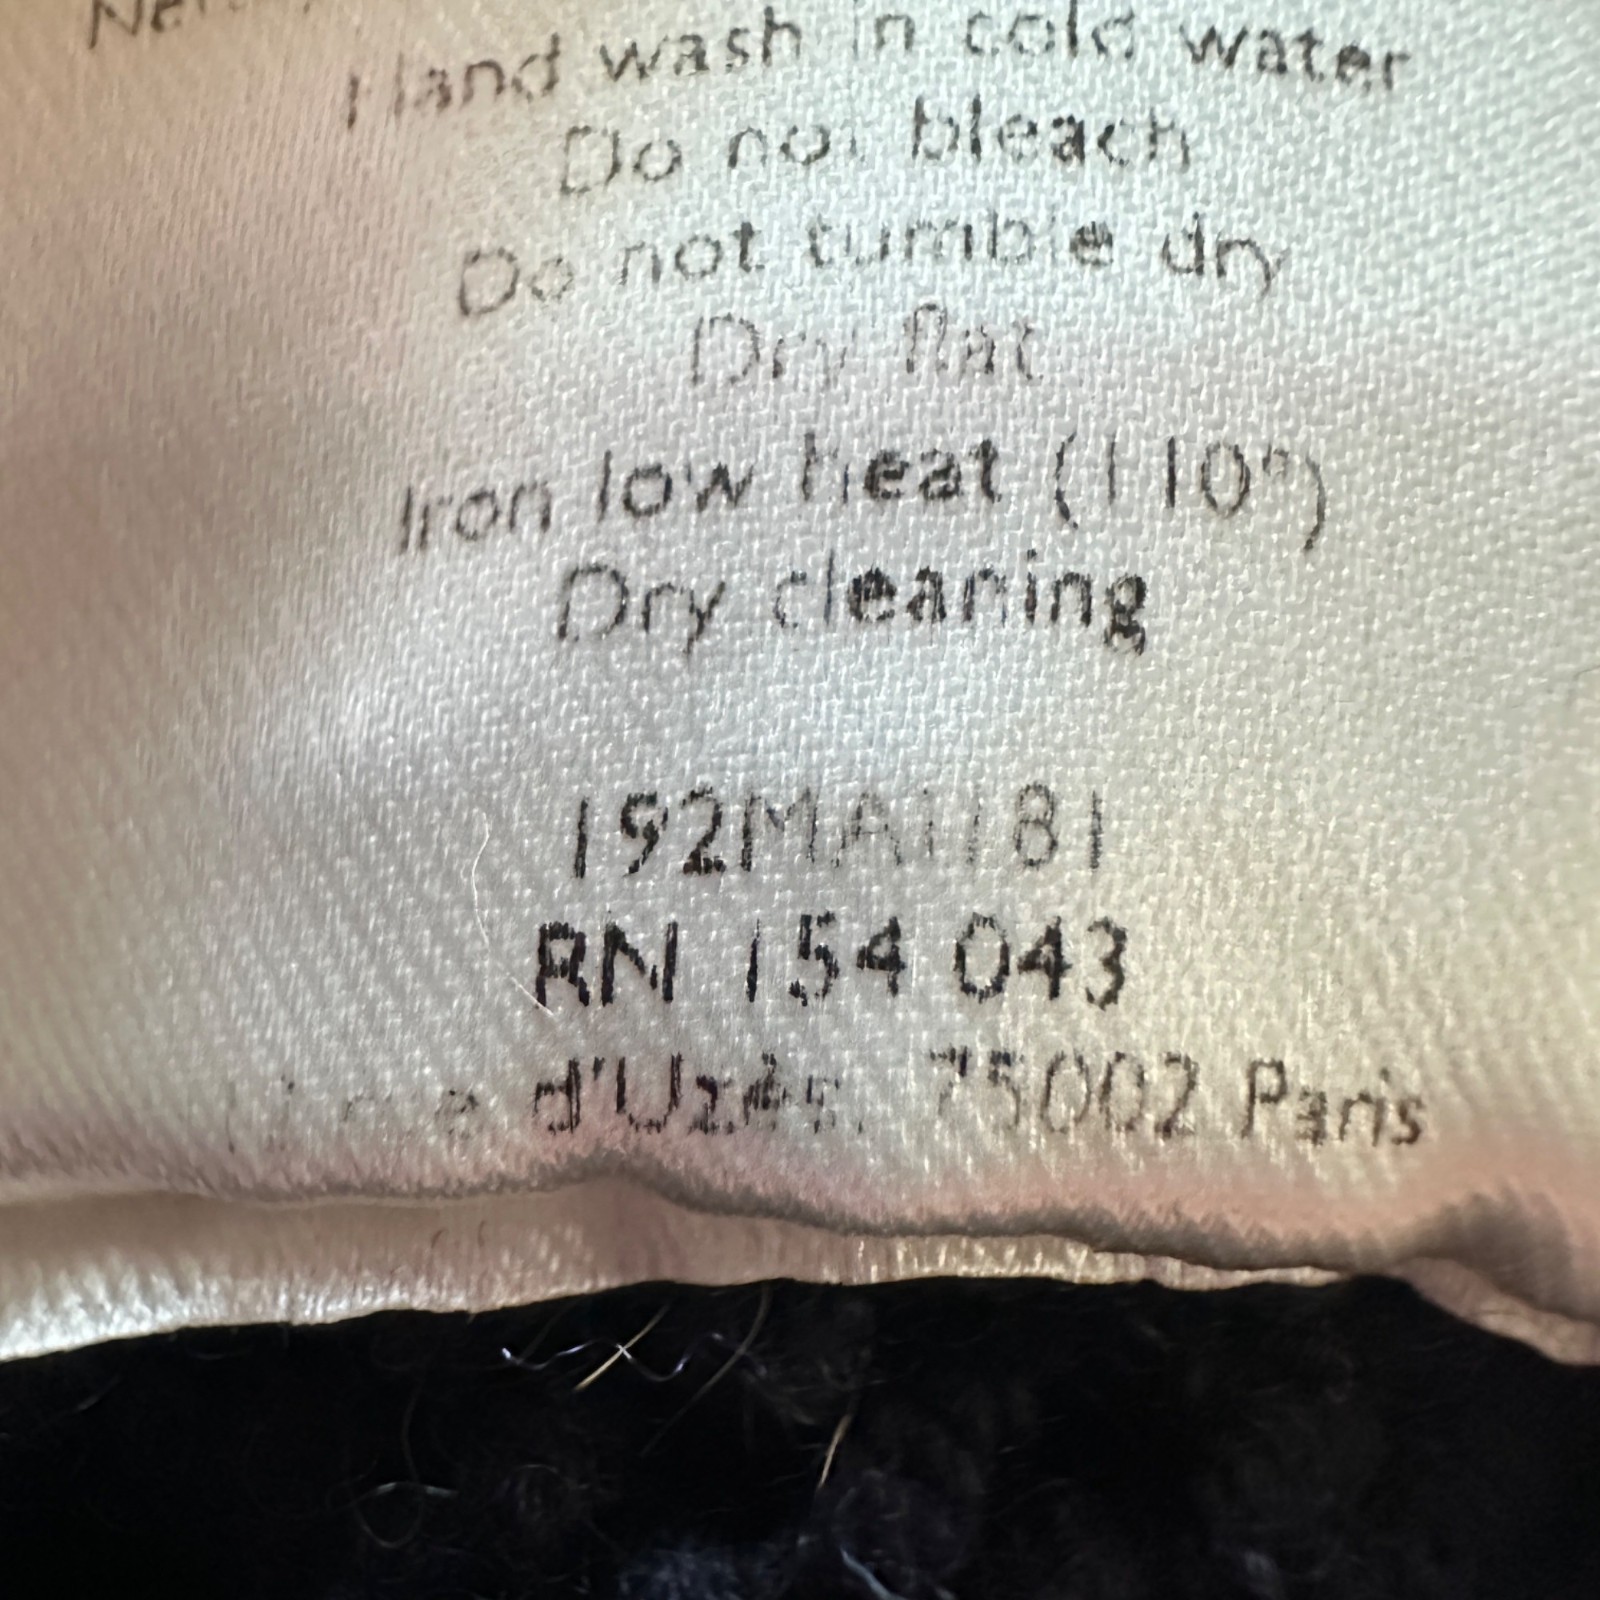 Hand wash in cold water
Do not bleach
Do not tumble dry
Dry flat
Iron low heat (110°)
Dry cleaning
192MA1181
RN 154 043
d'Uzès, 75002 Paris